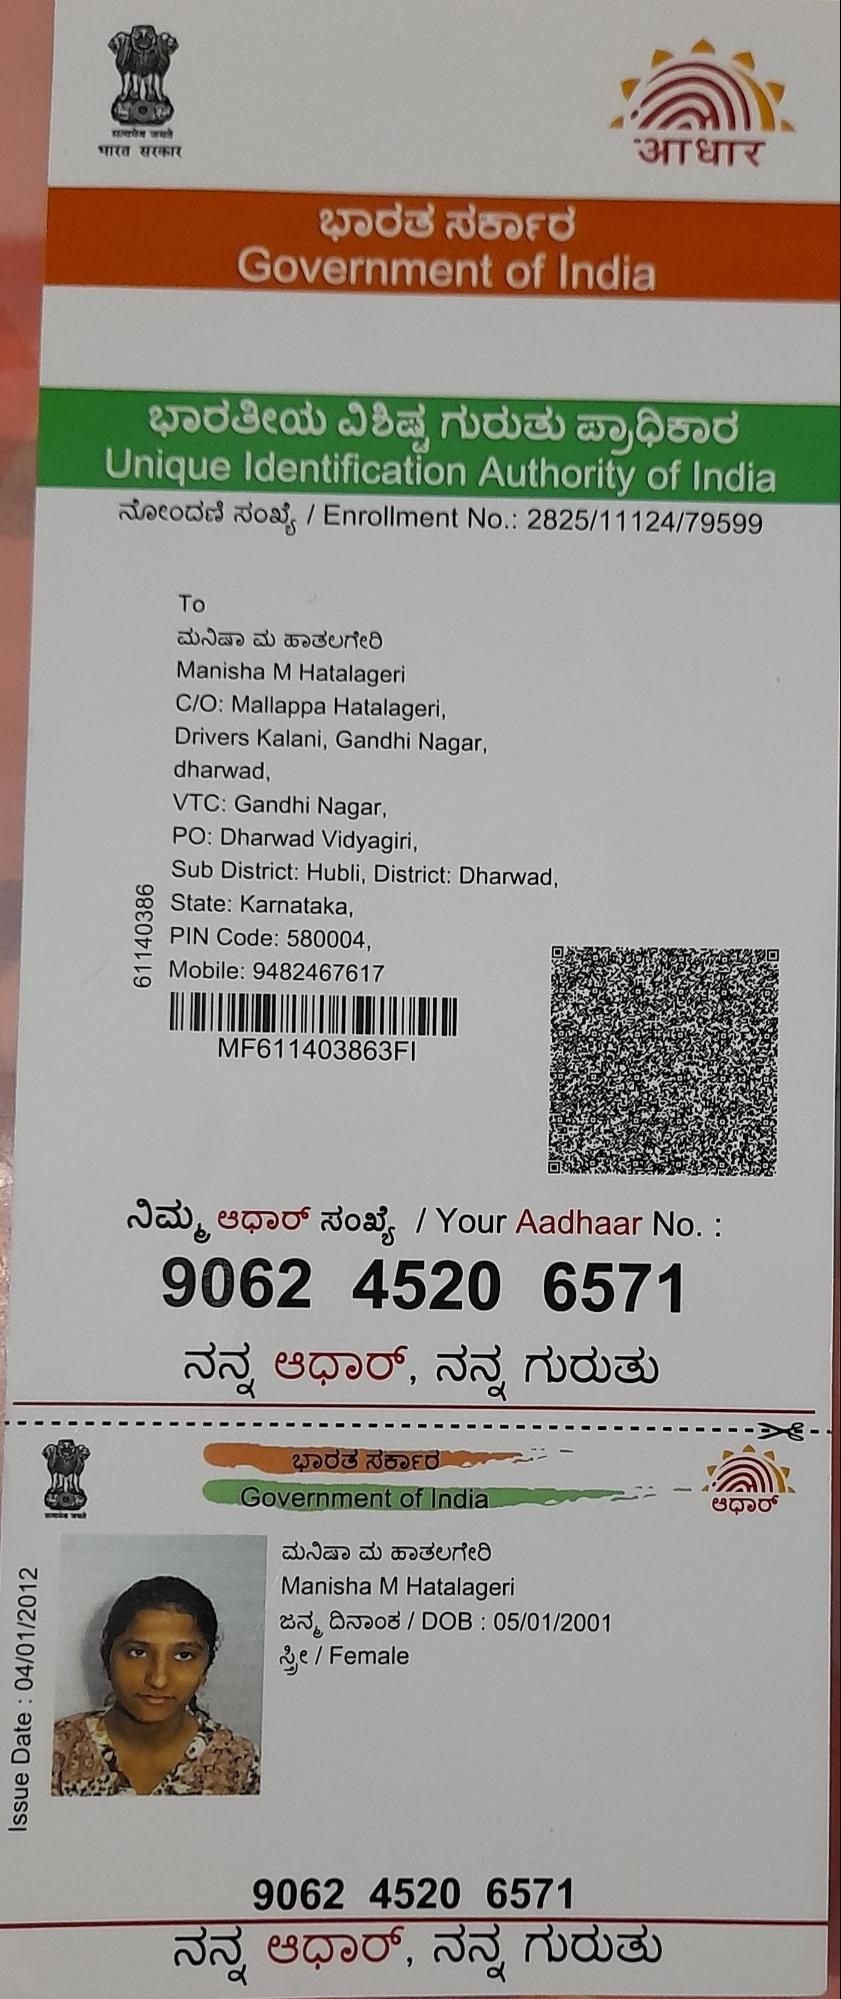 सत्यमेव जयते
भारत सरकार
आधार
ಭಾರತ ಸರ್ಕಾರ
Government of India
ಭಾರತೀಯ ವಿಶಿಷ್ಟ ಗುರುತು ಪ್ರಾಧಿಕಾರ
Unique Identification Authority of India
ನೋಂದಣಿ ಸಂಖ್ಯೆ / Enrollment No.: 2825/11124/79599
To
ಮನಿಷಾ ಮ ಹಾತಲಗೇರಿ
Manisha M Hatalageri
C/O: Mallappa Hatalageri,
Drivers Kalani, Gandhi Nagar,
dharwad,
VTC: Gandhi Nagar,
PO: Dharwad Vidyagiri,
Sub District: Hubli, District: Dharwad,
State: Karnataka,
PIN Code: 580004,
Mobile: 9482467617
61140386
MF611403863FI
ನಿಮ್ಮ ಆಧಾರ್ ಸಂಖ್ಯೆ / Your Aadhaar No. :
9062 4520 6571
ನನ್ನ ಆಧಾರ್, ನನ್ನ ಗುರುತು
ಭಾರತ ಸರ್ಕಾರ
Government of India
सत्यमेव जयते
ಆಧಾರ್
Issue Date : 04/01/2012
ಮನಿಷಾ ಮ ಹಾತಲಗೇರಿ
Manisha M Hatalageri
ಜನ್ಮ ದಿನಾಂಕ / DOB : 05/01/2001
ಸ್ತ್ರೀ / Female
9062 4520 6571
ನನ್ನ ಆಧಾರ್, ನನ್ನ ಗುರುತು